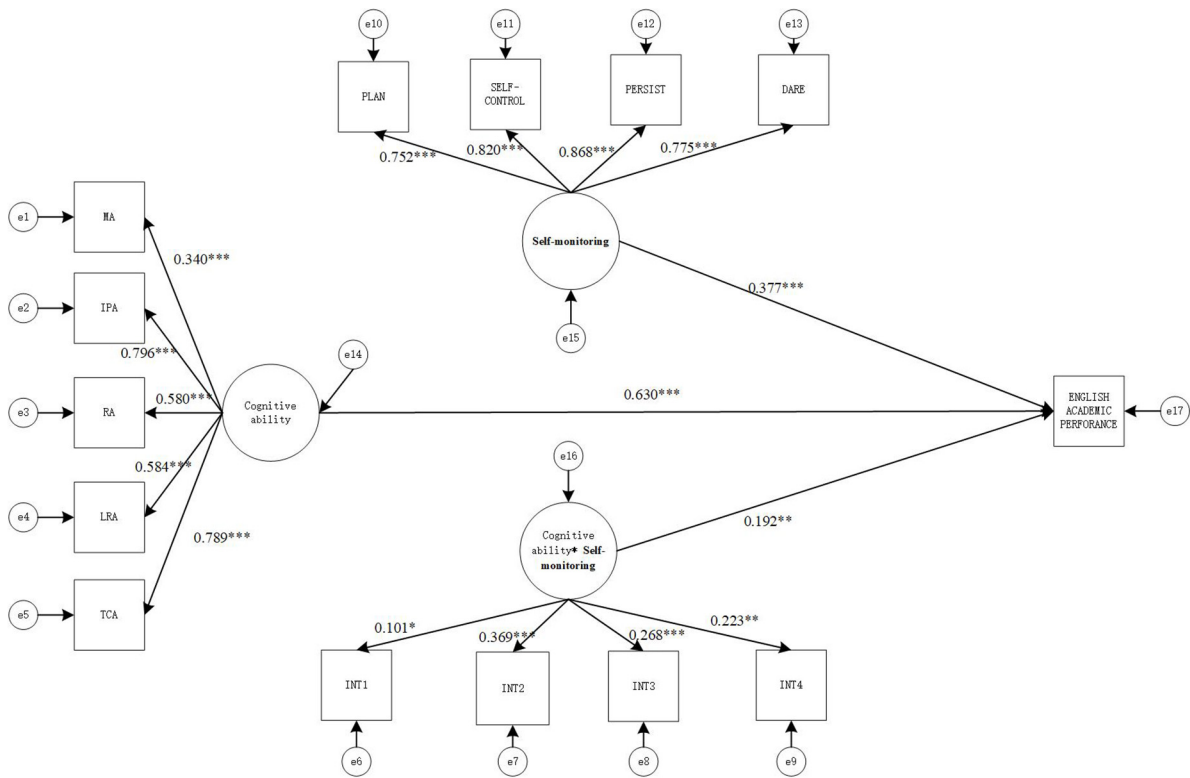 e10
e11
e12
e13
PLAN
SELF-
CONTROL
PERSIST
DARE
0.752***
0.820***
0.868***
0.775***
e1
MA
0.340***
Self-monitoring
e2
IPA
0.377***
0.796***
e15
e14
e3
RA
0.580***
Cognitive
ability
0.630***
ENGLISH
ACADEMIC
PERFORANCE
e17
e16
0.584***
e4
LRA
0.192**
0.789***
Cognitive
ability* Self-
monitoring
e5
TCA
0.101*
0.369***
0.268***
0.223**
INT1
INT2
INT3
INT4
e6
e7
e8
e9